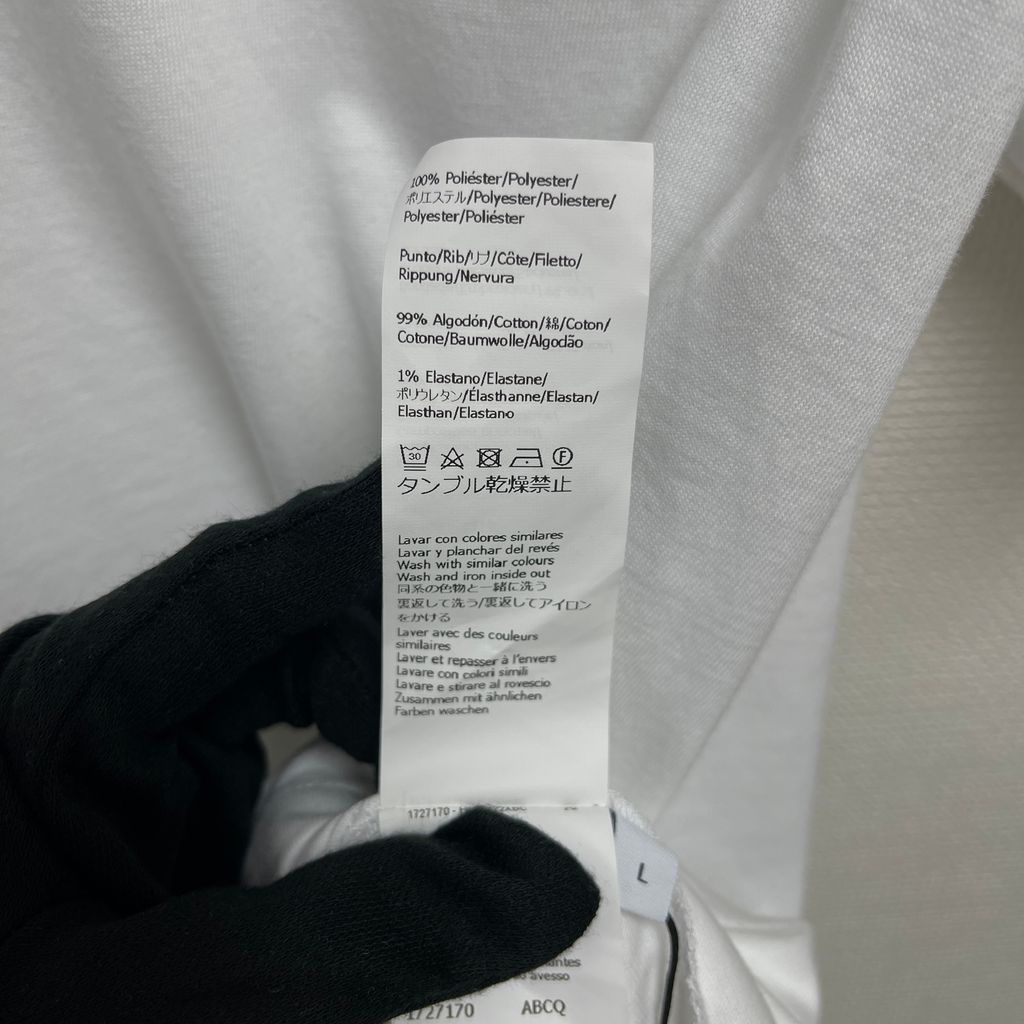 100% Poliéster/Polyester/
ポリエステル/Polyester/Poliestere/
Polyester/Poliéster
Punto/Rib/リブ/Côte/Filetto/
Rippung/Nervura
99% Algodón/Cotton/綿/Coton/
Cotone/Baumwolle/Algodão
1% Elastano/Elastane/
ポリウレタン/Élasthanne/Elastan/
Elasthan/Elastano
30
F
タンブル乾燥禁止
Lavar con colores similares
Lavar y planchar del revés
Wash with similar colours
Wash and iron inside out
同系の色物と一緒に洗う
裏返して洗う/裏返してアイロン
をかける
Laver avec des couleurs
similaires
Laver et repasser à l'envers
Lavare con colori simili
Lavare e stirare al rovescio
Zusammen mit ähnlichen
Farben waschen
1727170
L
avesso
1727170 ABCQ